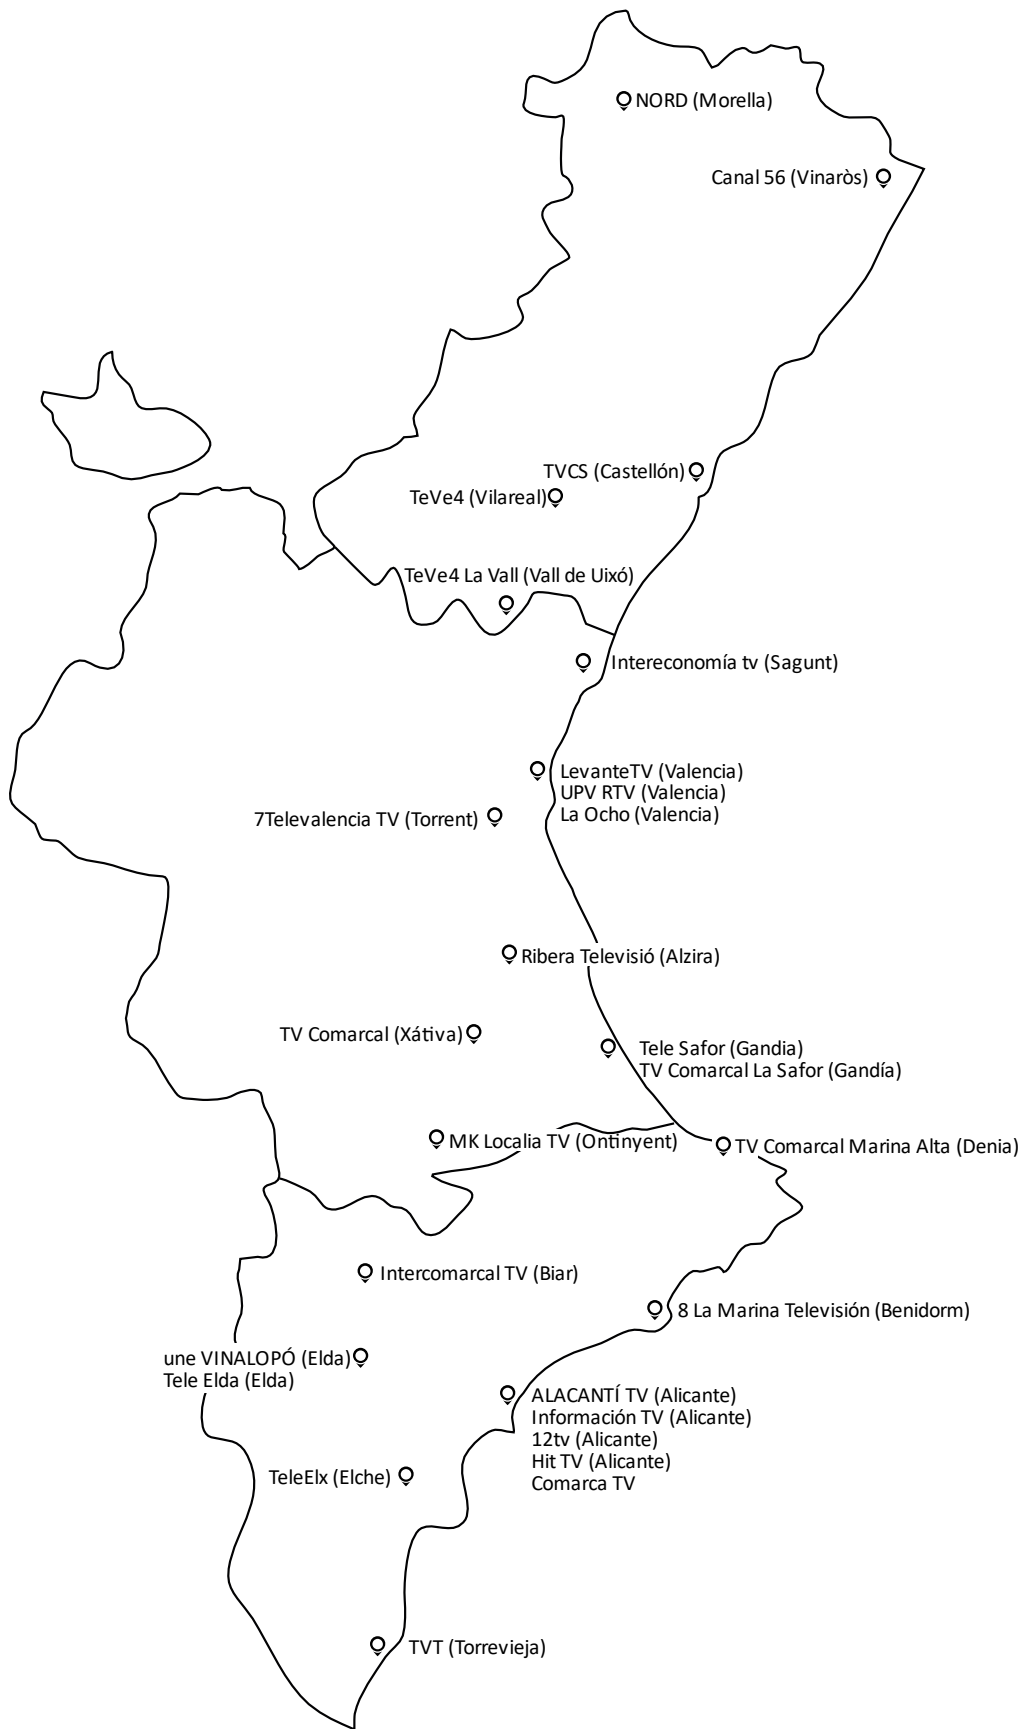 NORD (Morella)
Canal 56 (Vinaròs)
TVCS (Castellón)
TeVe4 (Vilareal)
TeVe4 La Vall (Vall de Uixó)
Intereconomía tv (Sagunt)
LevanteTV (Valencia)
UPV RTV (Valencia)
La Ocho (Valencia)
7Televalencia TV (Torrent)
Ribera Televisió (Alzira)
TV Comarcal (Xátiva)
Tele Safor (Gandia)
TV Comarcal La Safor (Gandía)
MK Localia TV (Ontinyent)
TV Comarcal Marina Alta (Denia)
Intercomarcal TV (Biar)
8 La Marina Televisión (Benidorm)
une VINALOPÓ (Elda)
Tele Elda (Elda)
ALACANTÍ TV (Alicante)
Información TV (Alicante)
12tv (Alicante)
Hit TV (Alicante)
Comarca TV
TeleElx (Elche)
TVT (Torrevieja)